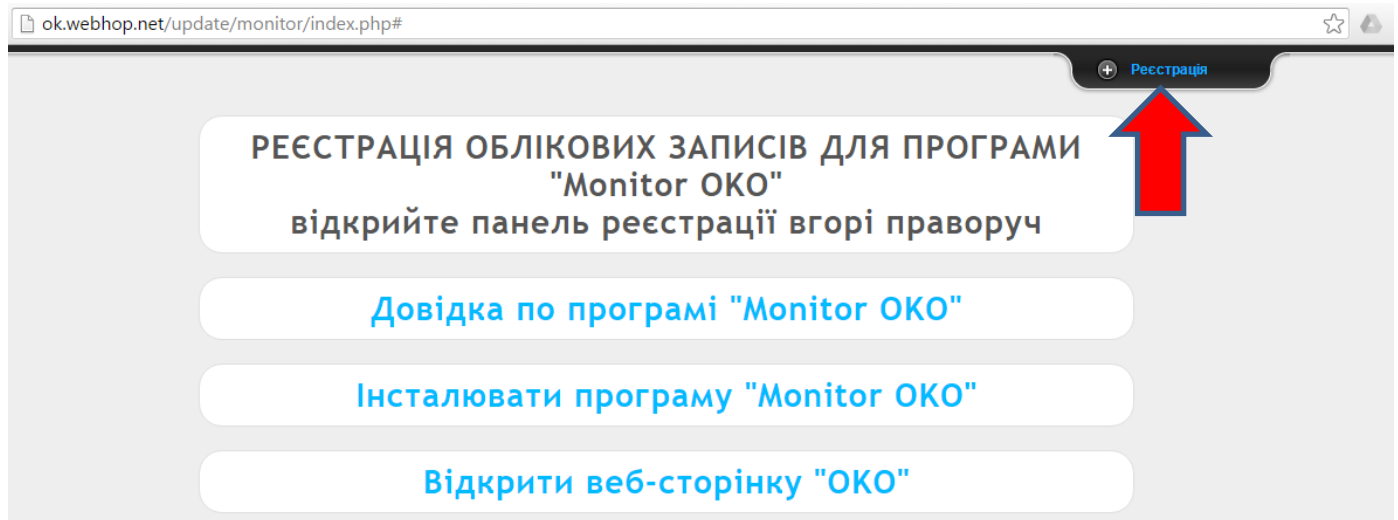 ok.webhop.net/update/monitor/index.php#
Реєстрація
РЕЄСТРАЦІЯ ОБЛІКОВИХ ЗАПИСІВ ДЛЯ ПРОГРАМИ
"Monitor OKO"
відкрийте панель реєстрації вгорі праворуч
Довідка по програмі "Monitor OKO"
Інсталювати програму "Monitor OKO"
Відкрити веб-сторінку "ОКО"